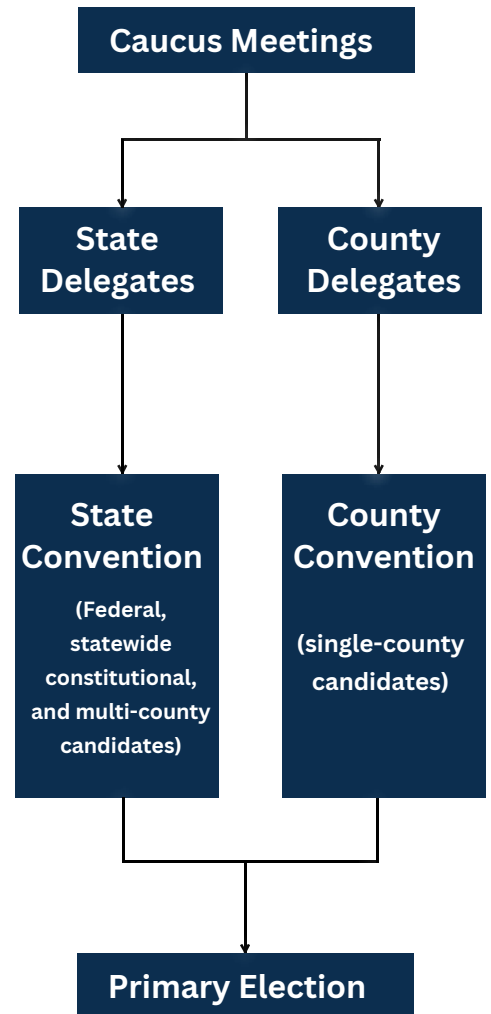 Caucus Meetings
State
Delegates
County
Delegates
State
Convention
(Federal,
statewide
constitutional,
and multi-county
candidates)
County
Convention
(single-county
candidates)
Primary Election